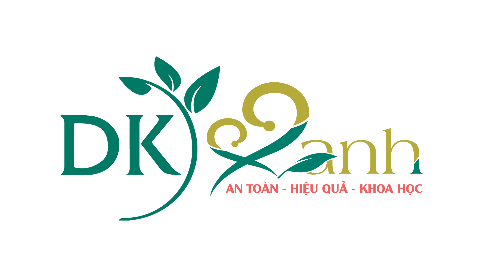 DK Xanh
AN TOÀN - HIỆU QUẢ - KHOA HỌC